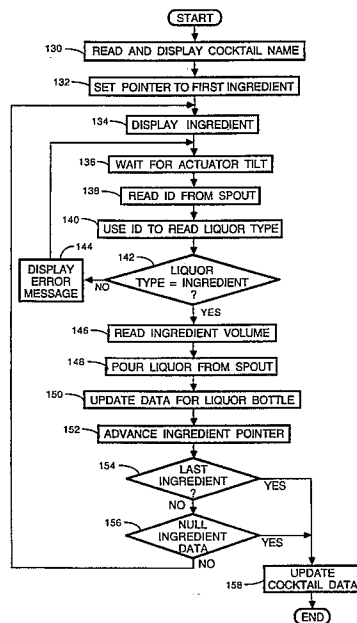 START
130
READ AND DISPLAY COCKTAIL NAME
132
SET POINTER TO FIRST INGREDIENT
134
DISPLAY INGREDIENT
136
WAIT FOR ACTUATOR TILT
138
READ ID FROM SPOUT
140
USE ID TO READ LIQUOR TYPE
144
DISPLAY
ERROR
MESSAGE
142
LIQUOR
TYPE = INGREDIENT
?
NO
YES
146
READ INGREDIENT VOLUME
148
POUR LIQUOR FROM SPOUT
150
UPDATE DATA FOR LIQUOR BOTTLE
152
ADVANCE INGREDIENT POINTER
154
LAST
INGREDIENT
?
YES
NO
156
NULL
INGREDIENT
DATA
YES
NO
158
UPDATE
COCKTAIL DATA
END